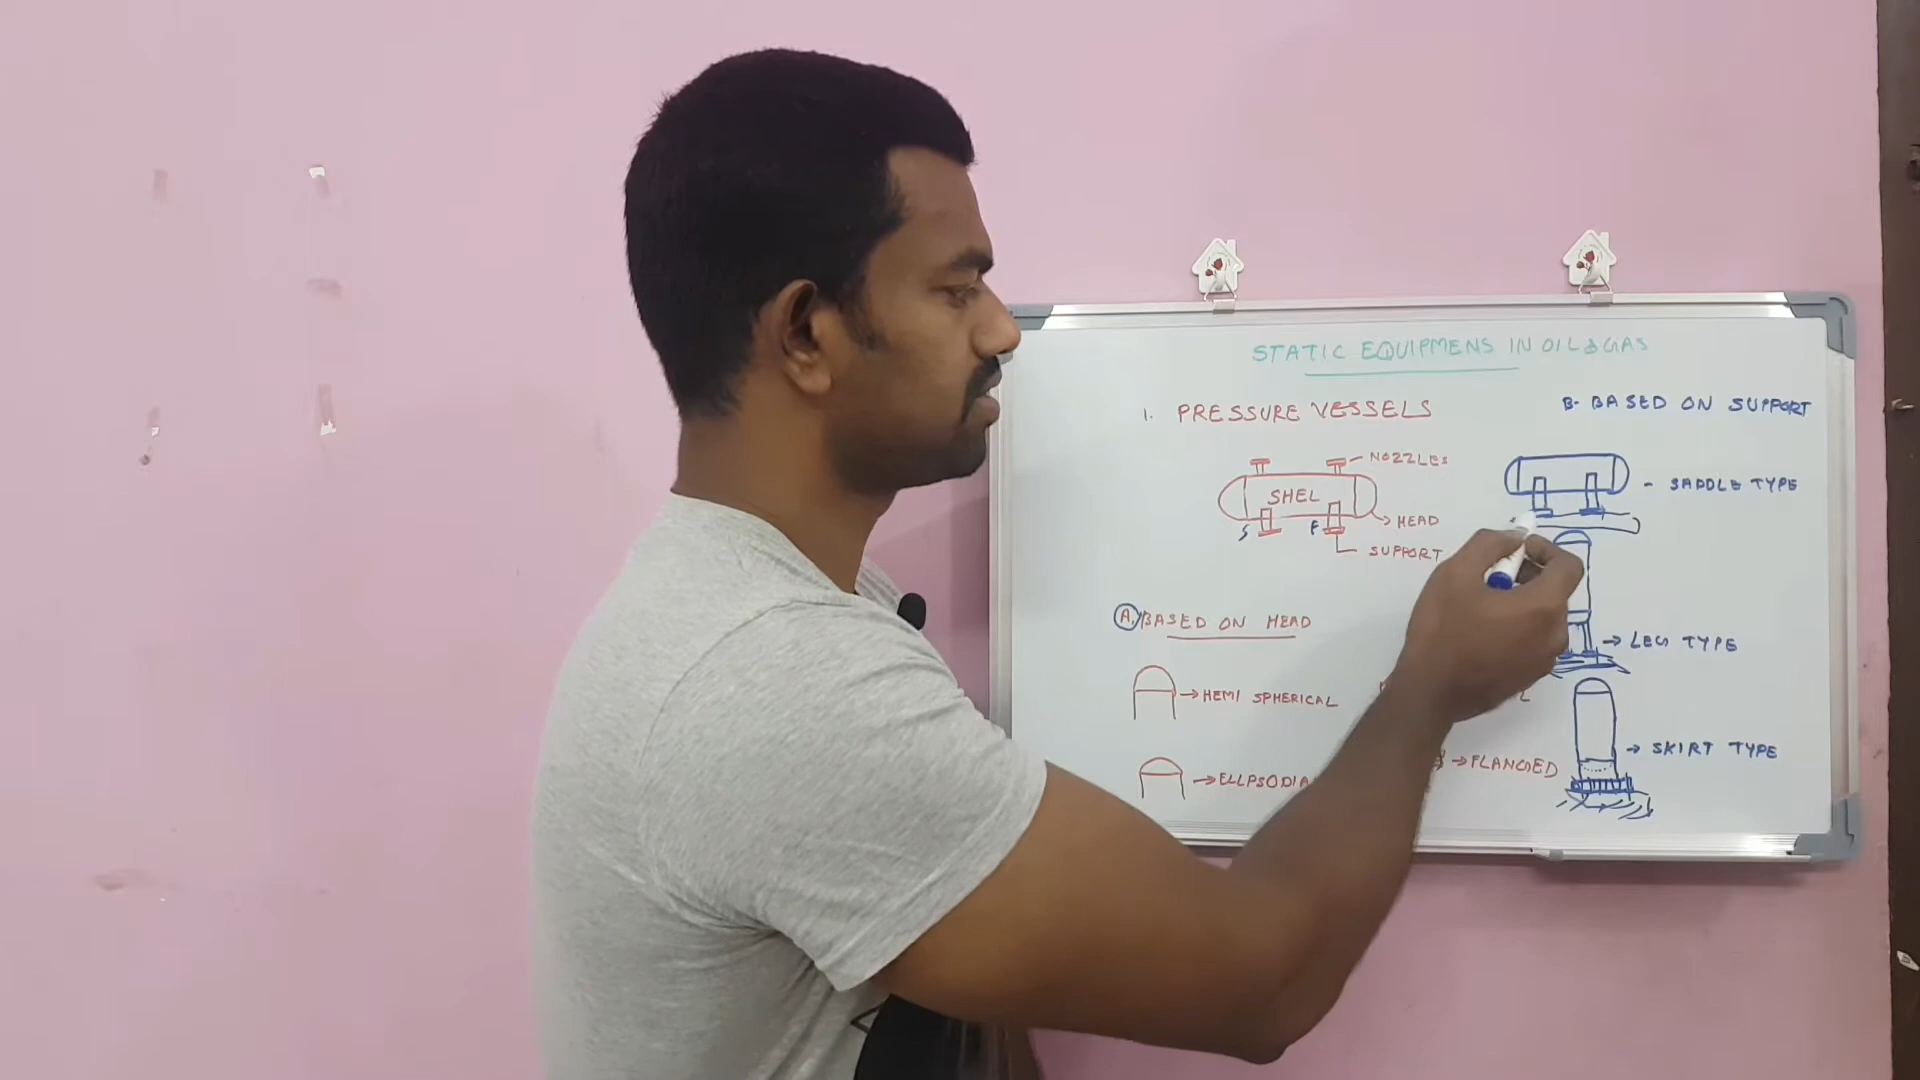 STATIC EQUIPMENS IN OIL & GAS
1. PRESSURE VESSELS
NOZZLES
SHEL
HEAD
S
F
SUPPORT
A. BASED ON HEAD
HEMI SPHERICAL
FLANGED
B- BASED ON SUPPORT
- SADDLE TYPE
LEG TYPE
SKIRT TYPE